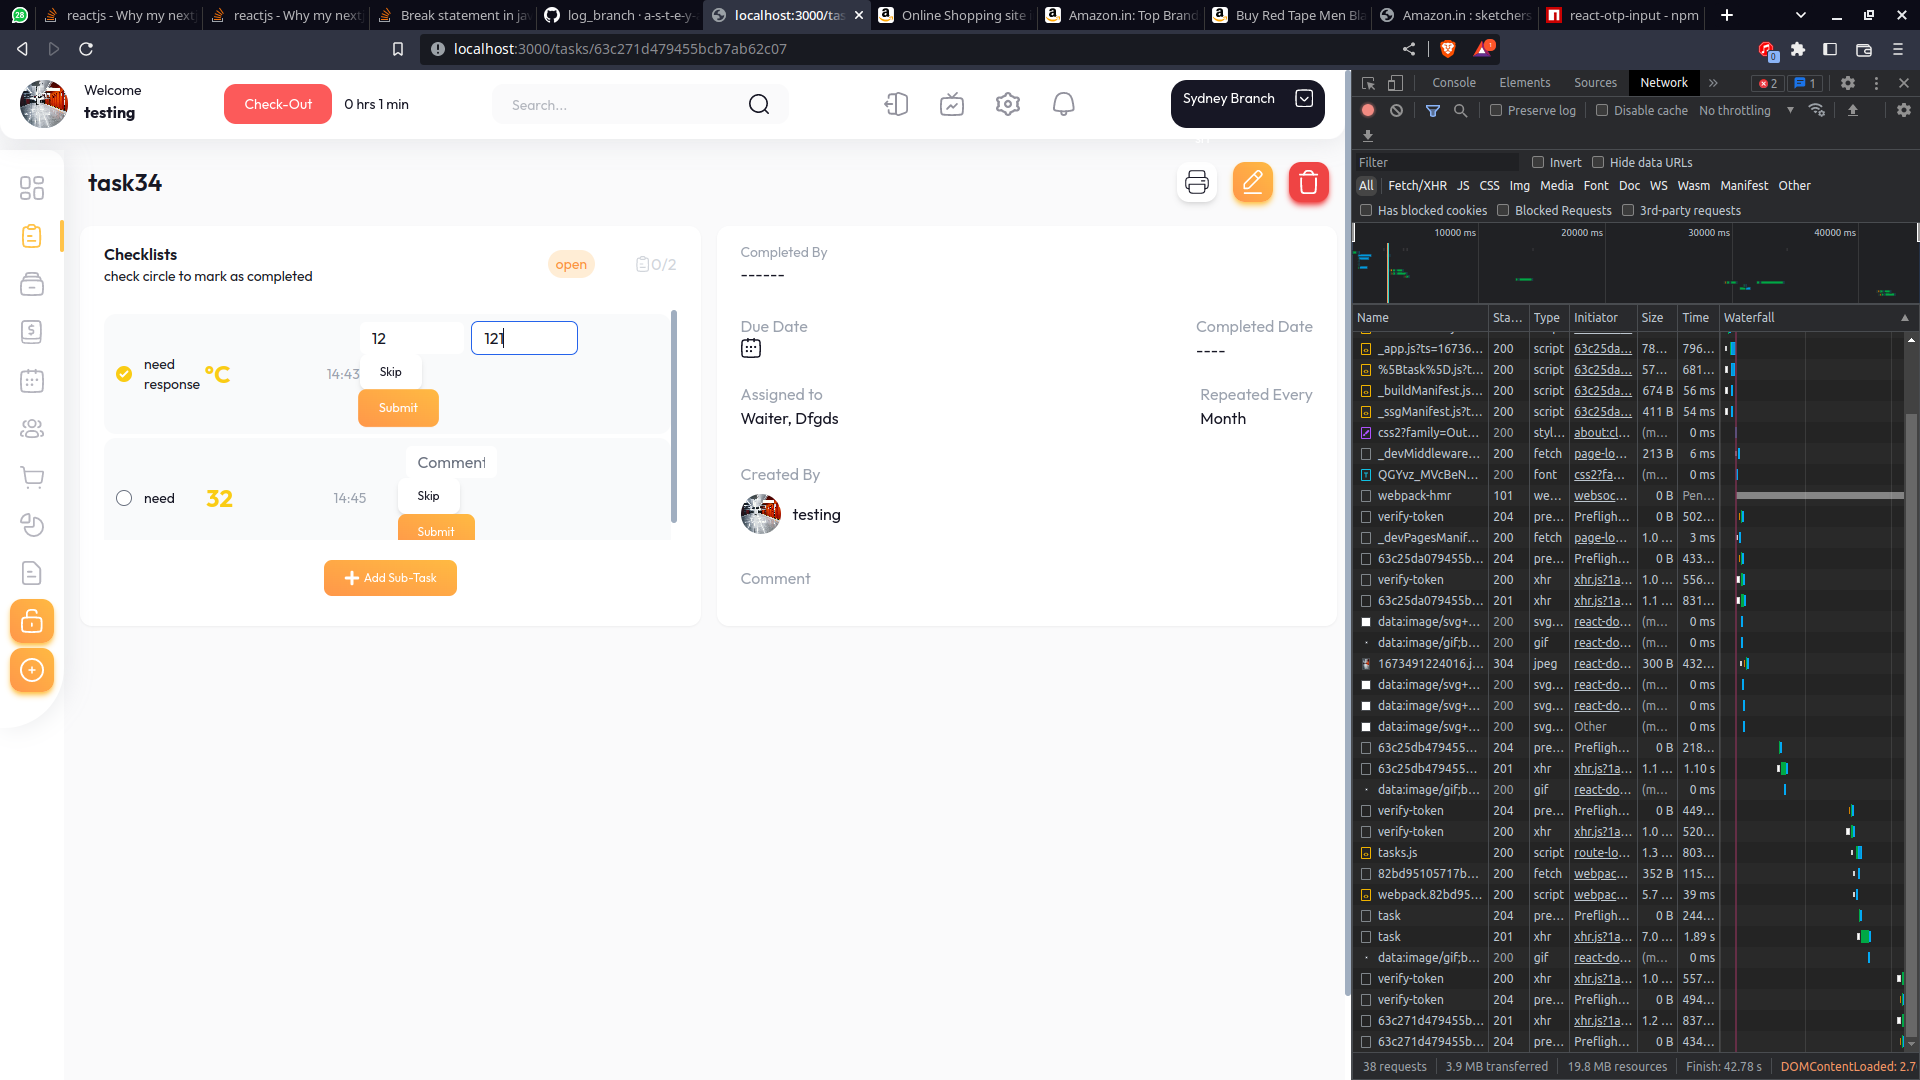 28
reactjs - Why my next
reactjs - Why my next
Break statement in jav
log_branch · a-s-t-e-y-
localhost:3000/tas
Online Shopping site i
Amazon.in: Top Brand
Buy Red Tape Men Bla
Amazon.in : sketchers
react-otp-input - npm
localhost:3000/tasks/63c271d479455bcb7ab62c07
1
0
Welcome
testing
Check-Out
0 hrs 1 min
Search...
Sydney Branch
task34
Checklists
check circle to mark as completed
open
0/2
need response
°C
14:43
12
121
Skip
Submit
need
32
14:45
Comment
Skip
Submit
Add Sub-Task
Completed By
------
Due Date
Completed Date
----
Assigned to
Waiter, Dfgds
Repeated Every
Month
Created By
testing
Comment
Console Elements Sources Network
2
1
Preserve log Disable cache No throttling
Filter
Invert Hide data URLs
All Fetch/XHR JS CSS Img Media Font Doc WS Wasm Manifest Other
Has blocked cookies Blocked Requests 3rd-party requests
10000 ms 20000 ms 30000 ms 40000 ms
Name Sta... Type Initiator Size Time Waterfall
_app.js?ts=16736... 200 script 63c25da... 78... 796...
%5Btask%5D.js?t... 200 script 63c25da... 57... 681...
_buildManifest.js... 200 script 63c25da... 674 B 56 ms
_ssgManifest.js?t... 200 script 63c25da... 411 B 54 ms
css2?family=Out... 200 styl... about:cl... (m... 0 ms
_devMiddleware... 200 fetch page-lo... 213 B 6 ms
QGYvz_MVcBeN... 200 font css2?fa... (m... 0 ms
webpack-hmr 101 we... websoc... 0 B Pen...
verify-token 204 pre... Prefligh... 0 B 502...
_devPagesManif... 200 fetch page-lo... 1.0 ... 3 ms
63c25da079455b... 204 pre... Prefligh... 0 B 433...
verify-token 200 xhr xhr.js?1a... 1.0 ... 556...
63c25da079455b... 201 xhr xhr.js?1a... 1.1 ... 831...
data:image/svg+... 200 svg... react-do... (m... 0 ms
data:image/gif;b... 200 gif react-do... (m... 0 ms
1673491224016.j... 304 jpeg react-do... 300 B 432...
data:image/svg+... 200 svg... react-do... (m... 0 ms
data:image/svg+... 200 svg... react-do... (m... 0 ms
data:image/svg+... 200 svg... Other (m... 0 ms
63c25db479455... 204 pre... Prefligh... 0 B 218...
63c25db479455... 201 xhr xhr.js?1a... 1.1 ... 1.10 s
data:image/gif;b... 200 gif react-do... (m... 0 ms
verify-token 204 pre... Prefligh... 0 B 449...
verify-token 200 xhr xhr.js?1a... 1.0 ... 520...
tasks.js 200 script route-lo... 1.3 ... 803...
82bd95105717b... 200 fetch webpac... 352 B 115...
webpack.82bd95... 200 script webpac... 5.7 ... 39 ms
task 204 pre... Prefligh... 0 B 244...
task 201 xhr xhr.js?1a... 7.0 ... 1.89 s
data:image/gif;b... 200 gif react-do... (m... 0 ms
verify-token 200 xhr xhr.js?1a... 1.0 ... 557...
verify-token 204 pre... Prefligh... 0 B 494...
63c271d479455b... 201 xhr xhr.js?1a... 1.2 ... 837...
63c271d479455b... 204 pre... Prefligh... 0 B 434...
38 requests 3.9 MB transferred 19.8 MB resources Finish: 42.78 s DOMContentLoaded: 2.7